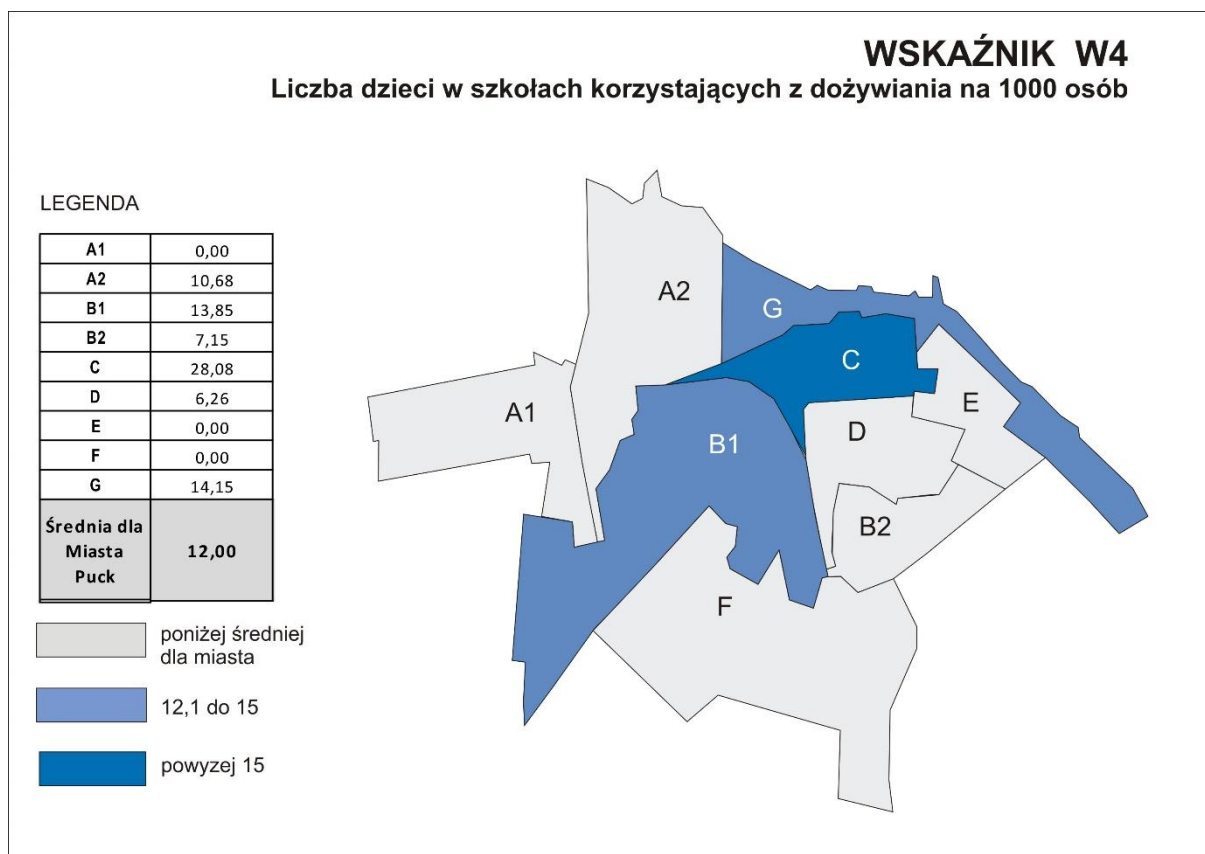 WSKAŹNIK W4
Liczba dzieci w szkołach korzystających z dożywiania na 1000 osób
LEGENDA
A1 0,00
A2 10,68
B1 13,85
B2 7,15
C 28,08
D 6,26
E 0,00
F 0,00
G 14,15
Średnia dla
Miasta
Puck
12,00
poniżej średniej
dla miasta
12,1 do 15
powyzej 15
A2
G
C
A1
E
D
B1
B2
F